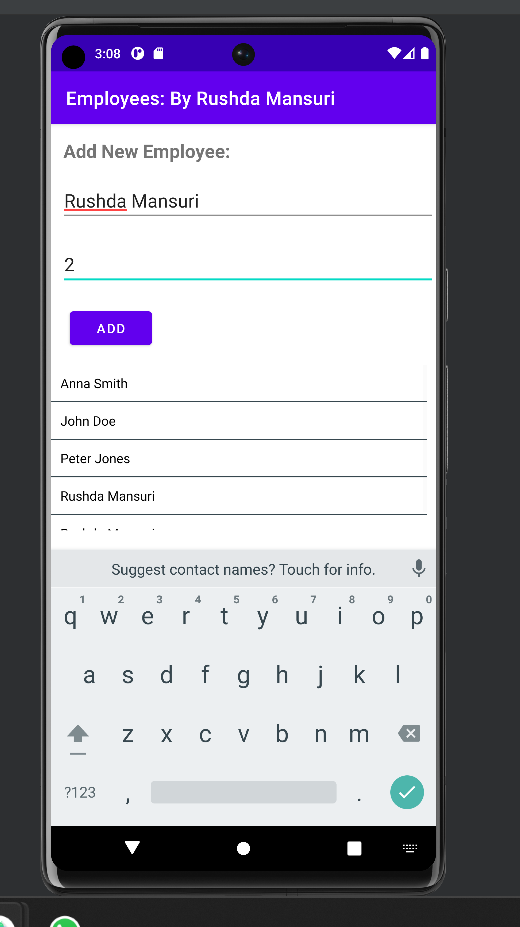 3:08
Employees: By Rushda Mansuri
Add New Employee:
Rushda Mansuri
2
ADD
Anna Smith
John Doe
Peter Jones
Rushda Mansuri
Suggest contact names? Touch for info.
1 2 3 4 5 6 7 8 9 0
q w e r t y u i o p
a s d f g h j k l
z x c v b n m
?123 , .